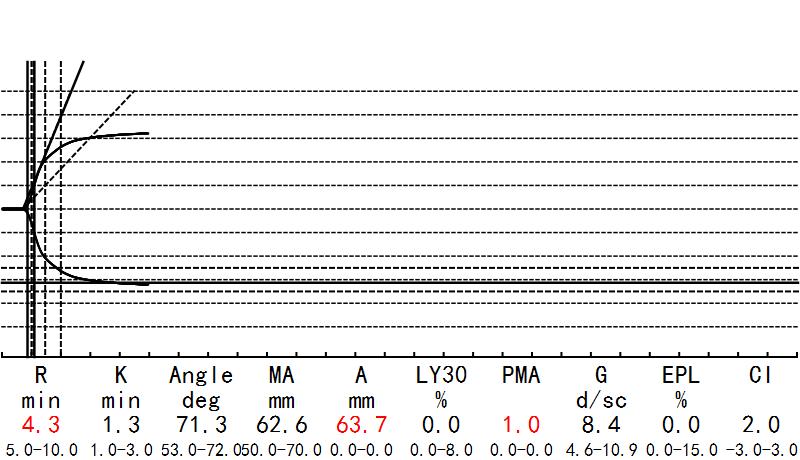 R K Angle MA A LY30 PMA G EPL CI
min min deg mm mm % d/sc %
4.3 1.3 71.3 62.6 63.7 0.0 1.0 8.4 0.0 2.0
5.0-10.0 1.0-3.0 53.0-72.0 50.0-70.0 0.0-0.0 0.0-8.0 0.0-0.0 4.6-10.9 0.0-15.0 -3.0-3.0